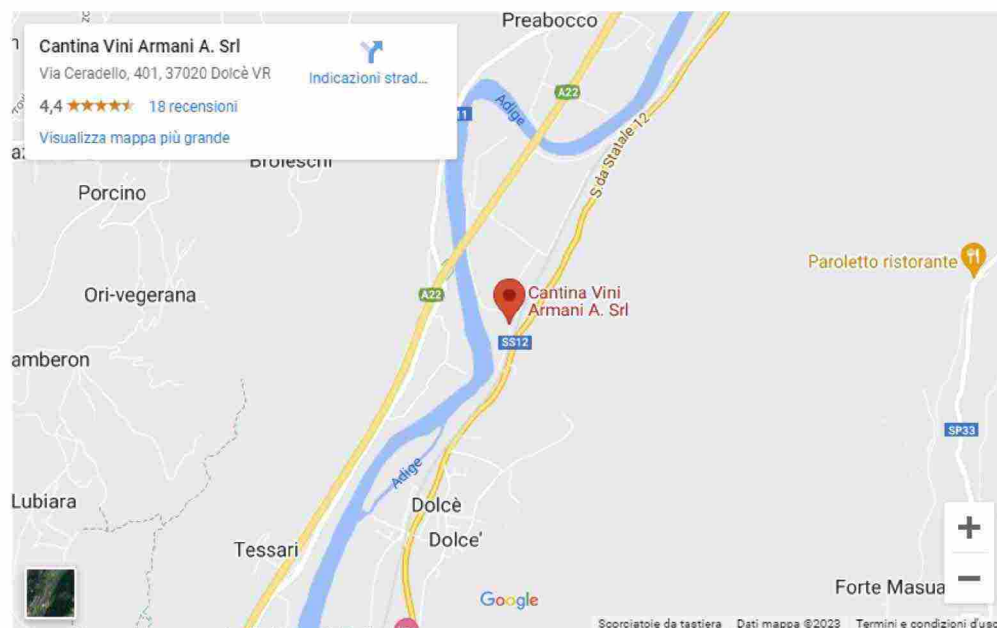 Preabocco
Cantina Vini Armani A. Srl
Via Ceradello, 401, 37020 Dolcè VR
Indicazioni strad...
4,4
18 recensioni
Visualizza mappa più grande
A22
Adige
11
S.da Statale 12
Porcino
Paroletto ristorante
Ori-vegerana
A22
Cantina Vini
Armani A. Srl
SS12
amberon
SP33
Adige
Lubiara
Dolcè
Dolce'
Tessari
Forte Masua
Google
Scorciatoie da tastiera
Dati mappa ©2023
Termini e condizioni d'uso